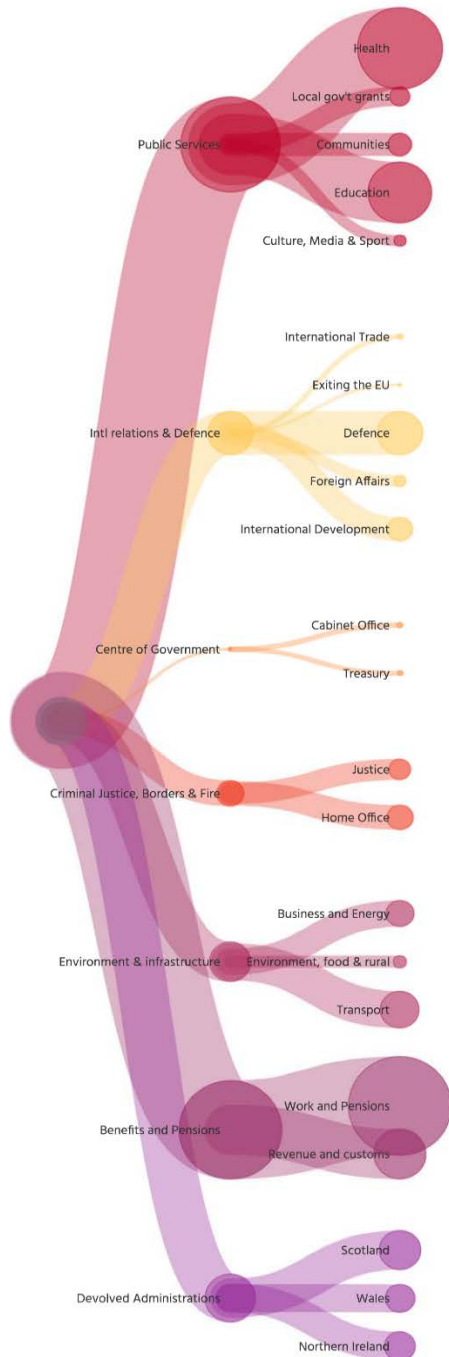 Health
Local gov't grants
Public Services
Communities
Education
Culture, Media & Sport
International Trade
Exiting the EU
Intl relations & Defence
Defence
Foreign Affairs
International Development
Cabinet Office
Centre of Government
Treasury
Justice
Criminal Justice, Borders & Fire
Home Office
Business and Energy
Environment & infrastructure
Environment, food & rural
Transport
Work and Pensions
Benefits and Pensions
Revenue and customs
Scotland
Devolved Administrations
Wales
Northern Ireland